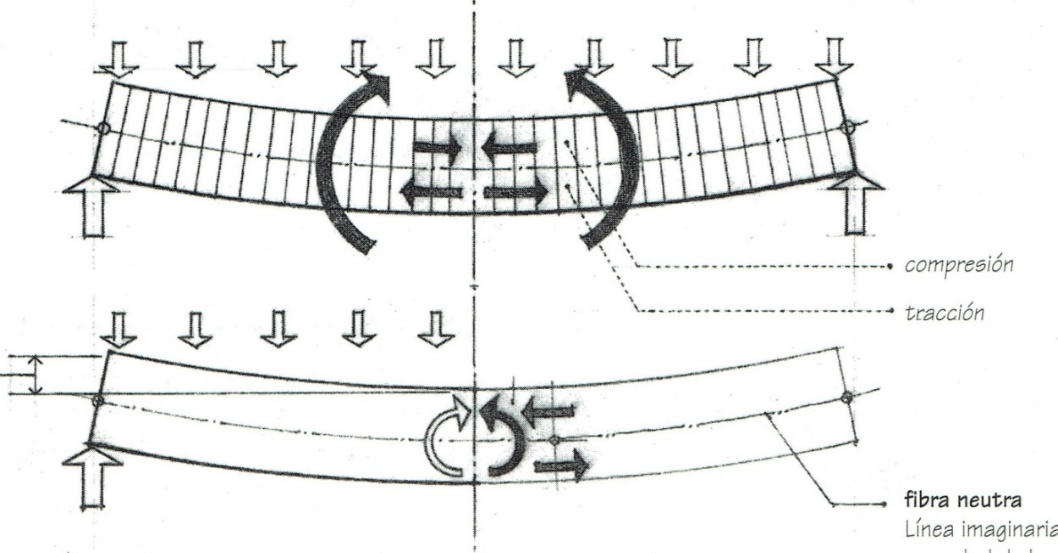 compresión
tracción
fibra neutra
Línea imaginaria